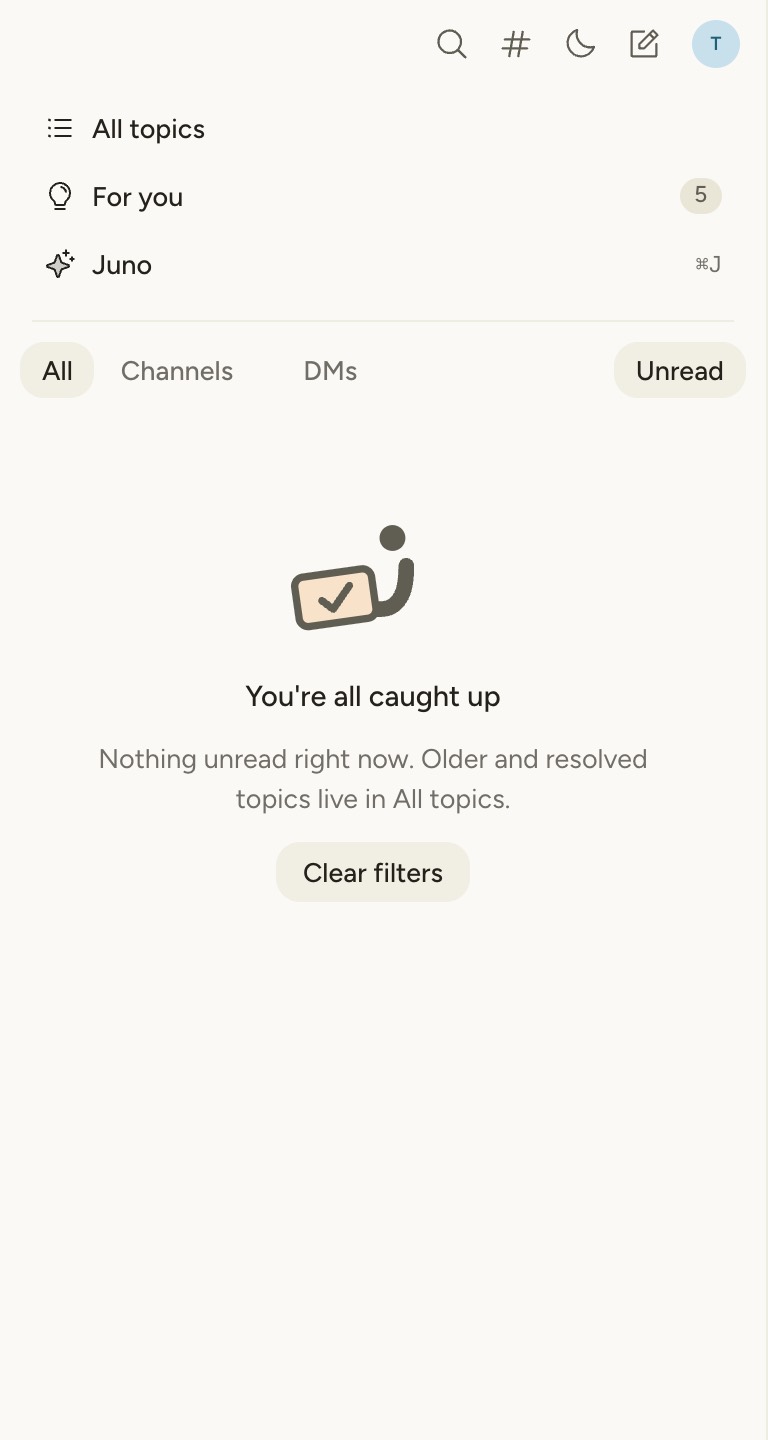 T
All topics
For you
5
Juno
⌘J
All
Channels
DMs
Unread
You're all caught up
Nothing unread right now. Older and resolved
topics live in All topics.
Clear filters